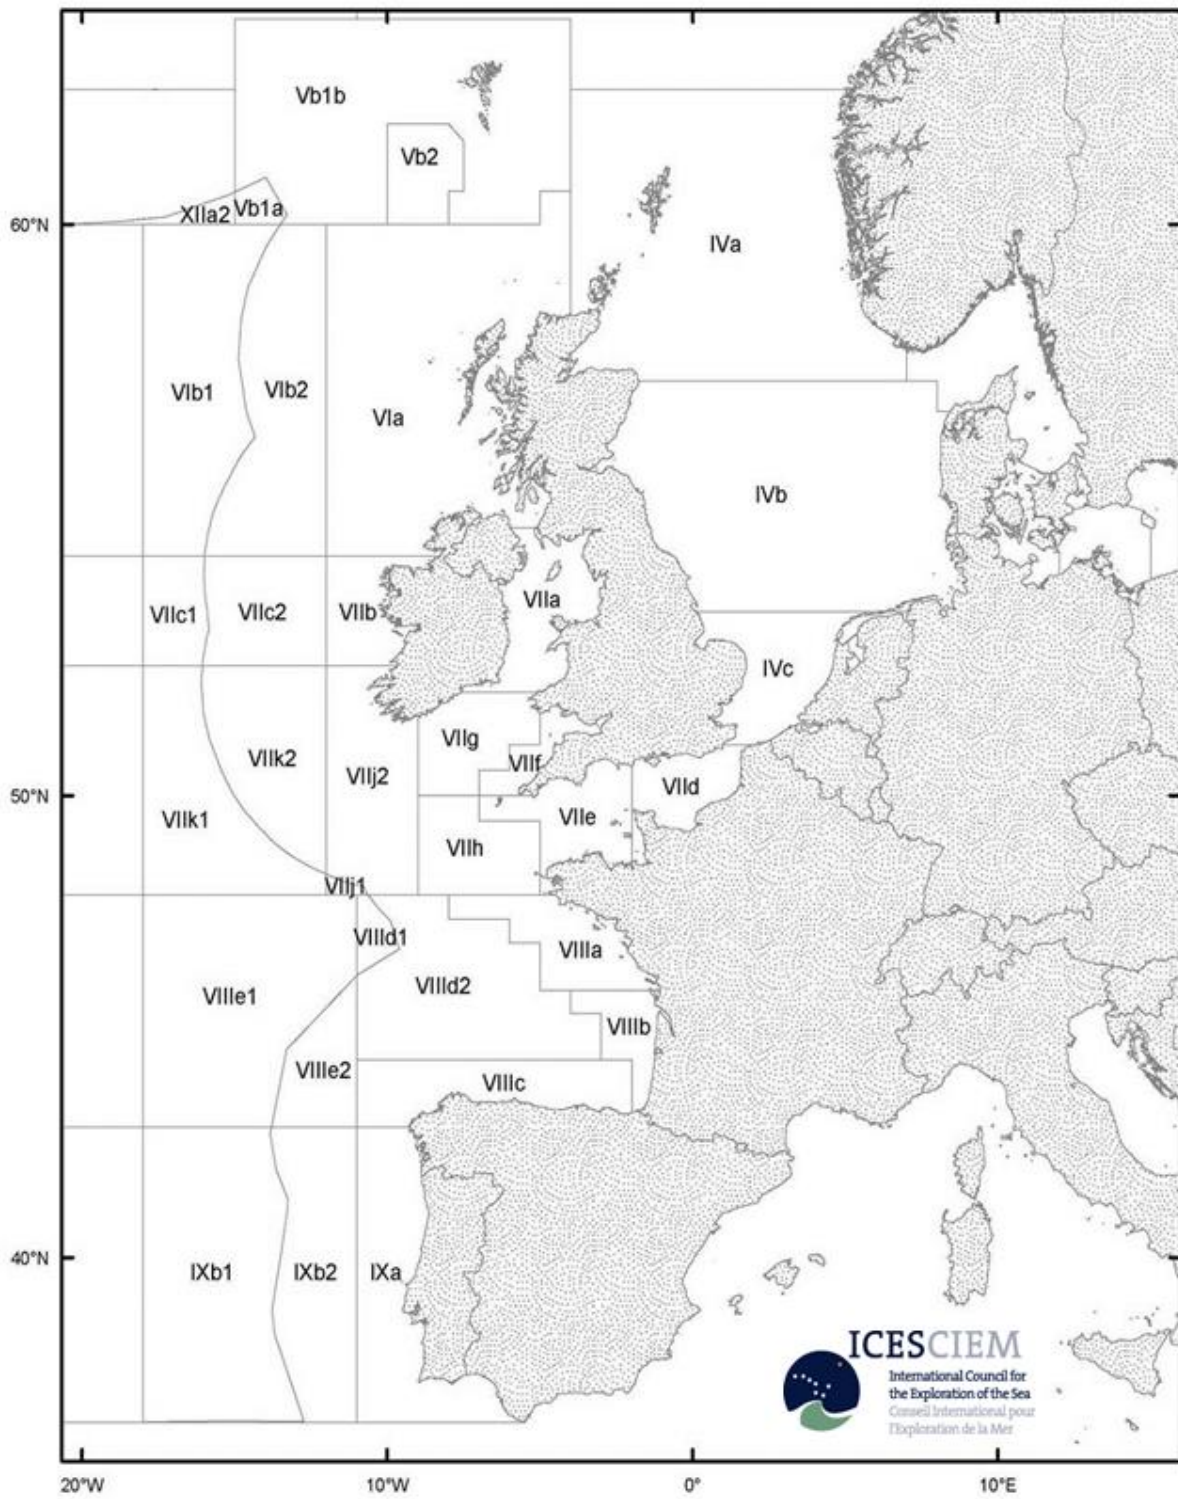 Vb1b
Vb2
XIIa2
Vb1a
60°N
IVa
VIb1
VIb2
VIa
IVb
VIIc1
VIIc2
VIIb
VIIa
IVc
VIIg
VIIf
VIIk2
VIIj2
VIId
50°N
VIIk1
VIIe
VIIh
VIIj1
VIIId1
VIIIa
VIIId2
VIIIe1
VIIIb
VIIIe2
VIIIc
40°N
IXb1
IXb2
IXa
ICESCIEM
International Council for
the Exploration of the Sea
Conseil International pour
l'Exploration de la Mer
20°W
10°W
0°
10°E